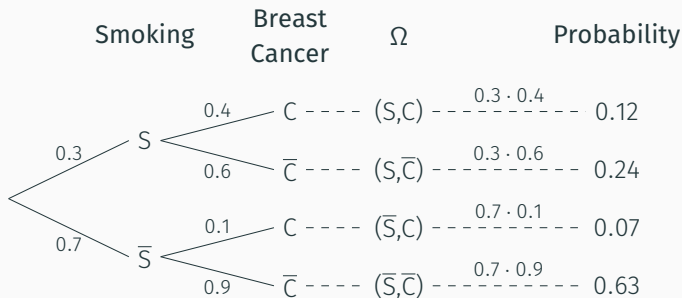 Smoking
Breast
Cancer
Ω
Probability
0.3
0.7
S
S̅
0.4
0.6
0.1
0.9
C
(S,C)
0.3 · 0.4
0.12
C̅
(S,C̅)
0.3 · 0.6
0.24
C
(S̅,C)
0.7 · 0.1
0.07
C̅
(S̅,C̅)
0.7 · 0.9
0.63